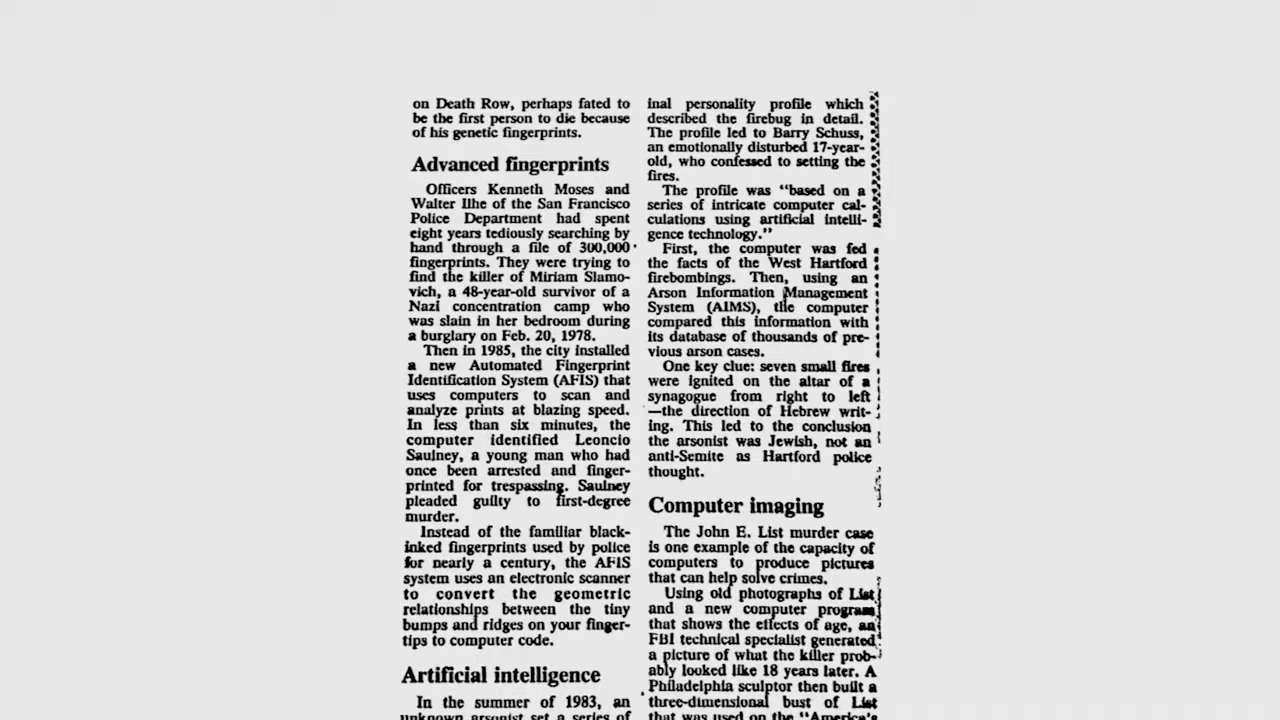 on Death Row, perhaps fated to
be the first person to die because
of his genetic fingerprints.
Advanced fingerprints
Officers Kenneth Moses and
Walter Ilhe of the San Francisco
Police Department had spent
eight years tediously searching by
hand through a file of 300,000
fingerprints. They were trying to
find the killer of Miriam Slamo-
vich, a 48-year-old survivor of a
Nazi concentration camp who
was slain in her bedroom during
a burglary on Feb. 20, 1978.
Then in 1985, the city installed
a new Automated Fingerprint
Identification System (AFIS) that
uses computers to scan and
analyze prints at blazing speed.
In less than six minutes, the
computer identified Leoncio
Saulney, a young man who had
once been arrested and finger-
printed for trespassing. Saulney
pleaded guilty to first-degree
murder.
Instead of the familiar black-
inked fingerprints used by police
for nearly a century, the AFIS
system uses an electronic scanner
to convert the geometric
relationships between the tiny
bumps and ridges on your finger-
tips to computer code.
Artificial intelligence
In the summer of 1983, an
unknown arsonist set a series of
inal personality profile which
described the firebug in detail.
The profile led to Barry Schuss,
an emotionally disturbed 17-year-
old, who confessed to setting the
fires.
The profile was "based on a
series of intricate computer cal-
culations using artificial intelli-
gence technology."
First, the computer was fed
the facts of the West Hartford
firebombings. Then, using an
Arson Information Management
System (AIMS), the computer
compared this information with
its database of thousands of pre-
vious arson cases.
One key clue: seven small fires
were ignited on the altar of a
synagogue from right to left
—the direction of Hebrew writ-
ing. This led to the conclusion
the arsonist was Jewish, not an
anti-Semite as Hartford police
thought.
Computer imaging
The John E. List murder case
is one example of the capacity of
computers to produce pictures
that can help solve crimes.
Using old photographs of List
and a new computer program
that shows the effects of age, an
FBI technical specialist generated
a picture of what the killer prob-
ably looked like 18 years later. A
Philadelphia sculptor then built a
three-dimensional bust of List
that was used on the "America's